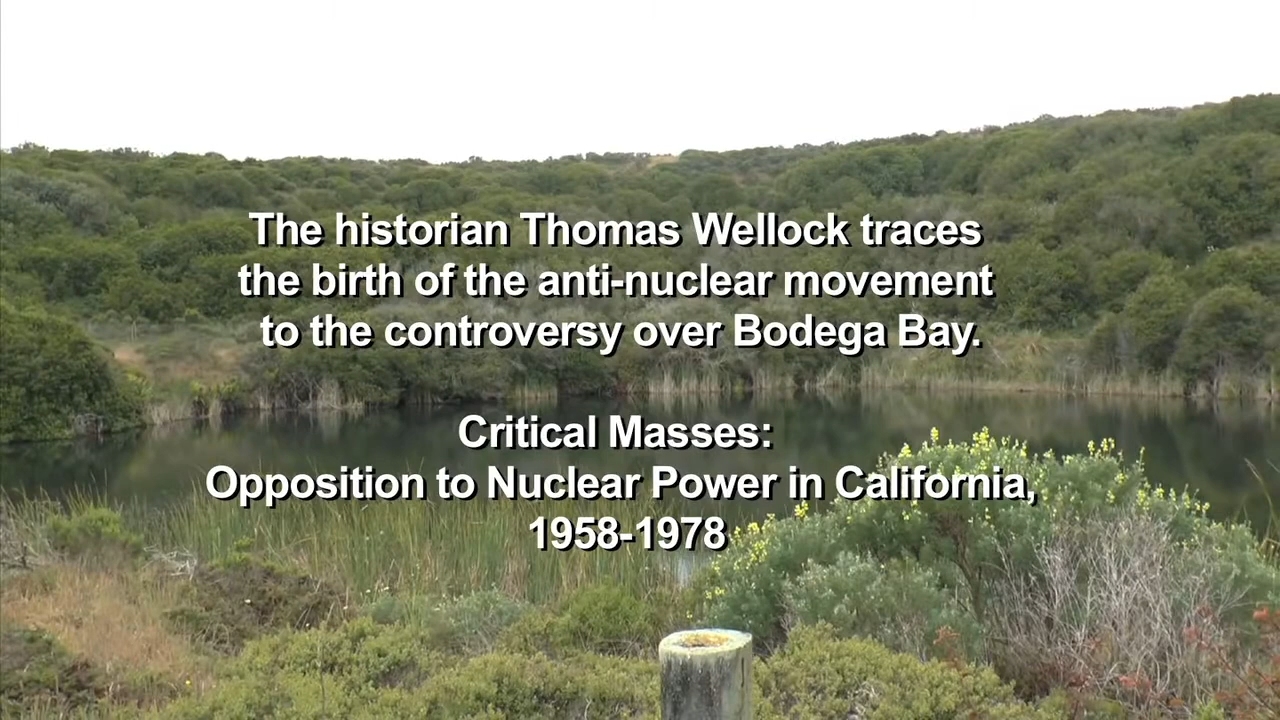 The historian Thomas Wellock traces
the birth of the anti-nuclear movement
to the controversy over Bodega Bay.
Critical Masses:
Opposition to Nuclear Power in California,
1958-1978